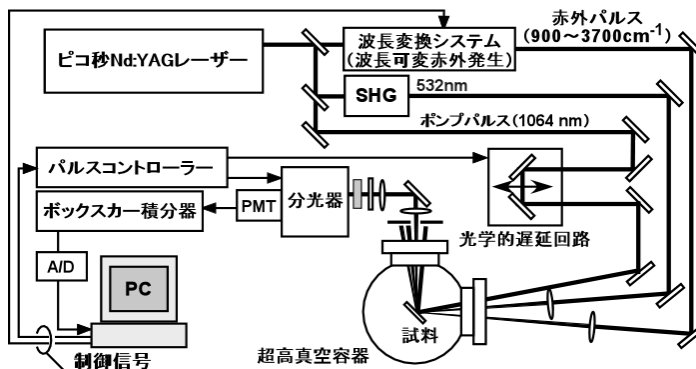 ピコ秒Nd:YAGレーザー
波長変換システム
(波長可変赤外発生)
赤外パルス
(900～3700cm⁻¹)
SHG
532nm
ポンプパルス(1064 nm)
パルスコントローラー
ボックスカー積分器
PMT
分光器
光学的遅延回路
A/D
PC
試料
超高真空容器
制御信号